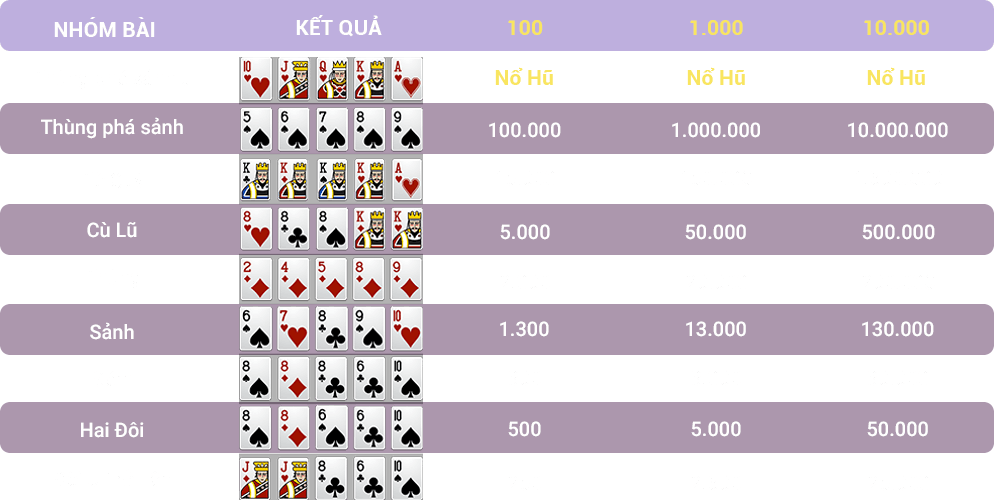 NHÓM BÀI KẾT QUẢ 100 1.000 10.000
10 J Q K A Nổ Hũ Nổ Hũ Nổ Hũ
Thùng phá sảnh 5 6 7 8 9 100.000 1.000.000 10.000.000
K K K K A
Cù Lũ 8 8 8 K K 5.000 50.000 500.000
2 4 5 8 9
Sảnh 6 7 8 9 10 1.300 13.000 130.000
8 8 8 6 10
Hai Đôi 8 8 6 6 10 500 5.000 50.000
J J 8 6 10